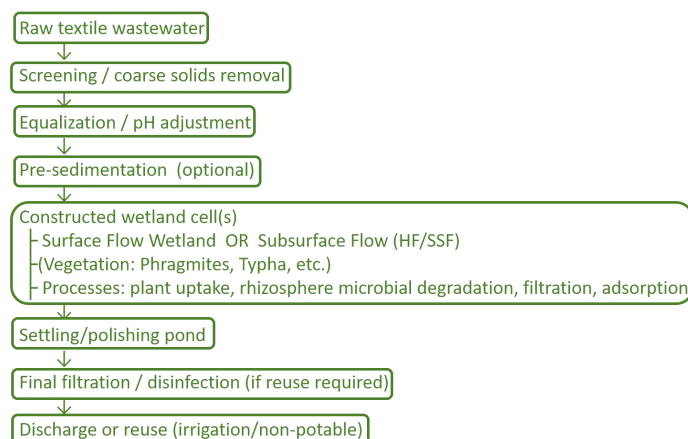 Raw textile wastewater
Screening / coarse solids removal
Equalization / pH adjustment
Pre-sedimentation (optional)
Constructed wetland cell(s)
Surface Flow Wetland OR Subsurface Flow (HF/SSF)
(Vegetation: Phragmites, Typha, etc.)
Processes: plant uptake, rhizosphere microbial degradation, filtration, adsorption
Settling/polishing pond
Final filtration / disinfection (if reuse required)
Discharge or reuse (irrigation/non-potable)